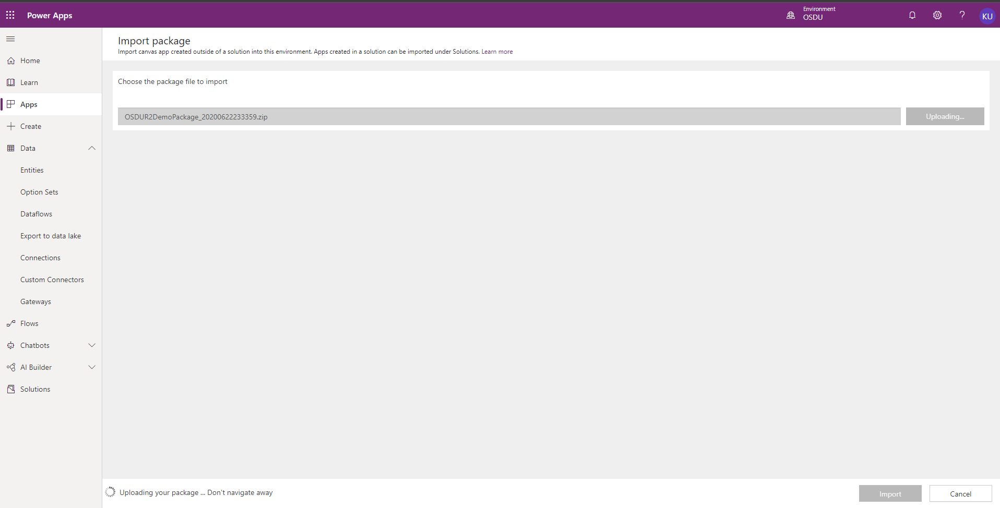 Power Apps
Environment
OSDU
?
KU
Home
Learn
Apps
Create
Data
Entities
Option Sets
Dataflows
Export to data lake
Connections
Custom Connectors
Gateways
Flows
Chatbots
AI Builder
Solutions
Import package
Import canvas app created outside of a solution into this environment. Apps created in a solution can be imported under Solutions. Learn more
Choose the package file to import
OSDUR2DemoPackage_20200622233359.zip
Uploading...
Uploading your package ... Don't navigate away
Import
Cancel